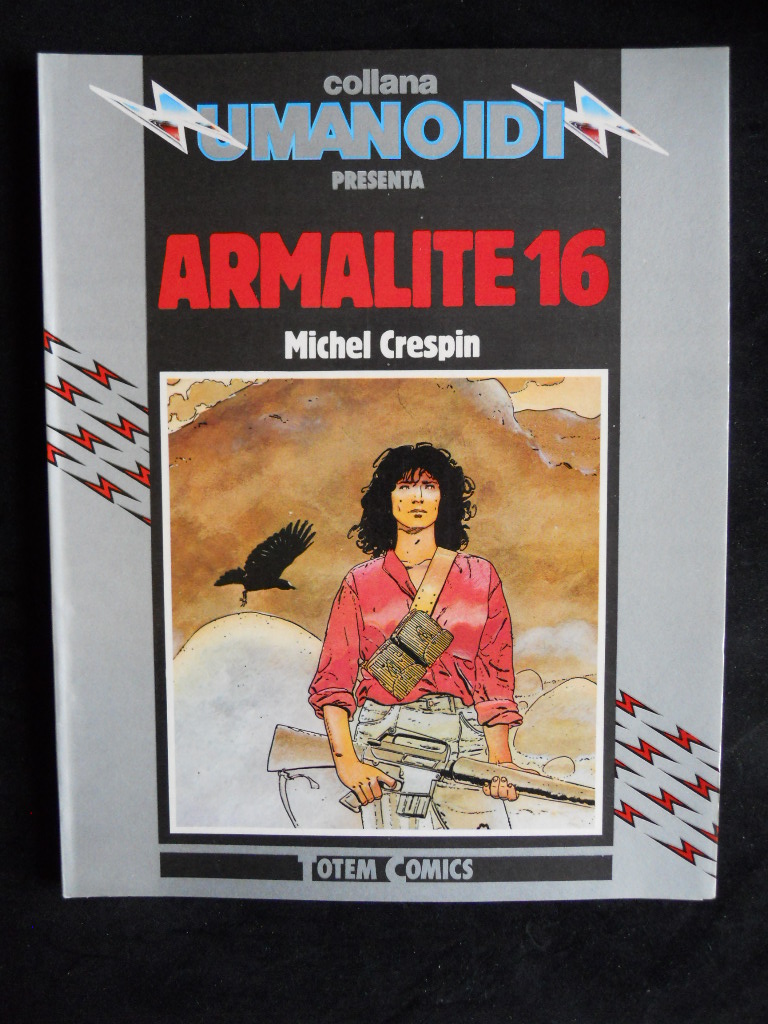 collana
UMANOIDI
PRESENTA
ARMALITE 16
Michel Crespin
TOTEM COMICS